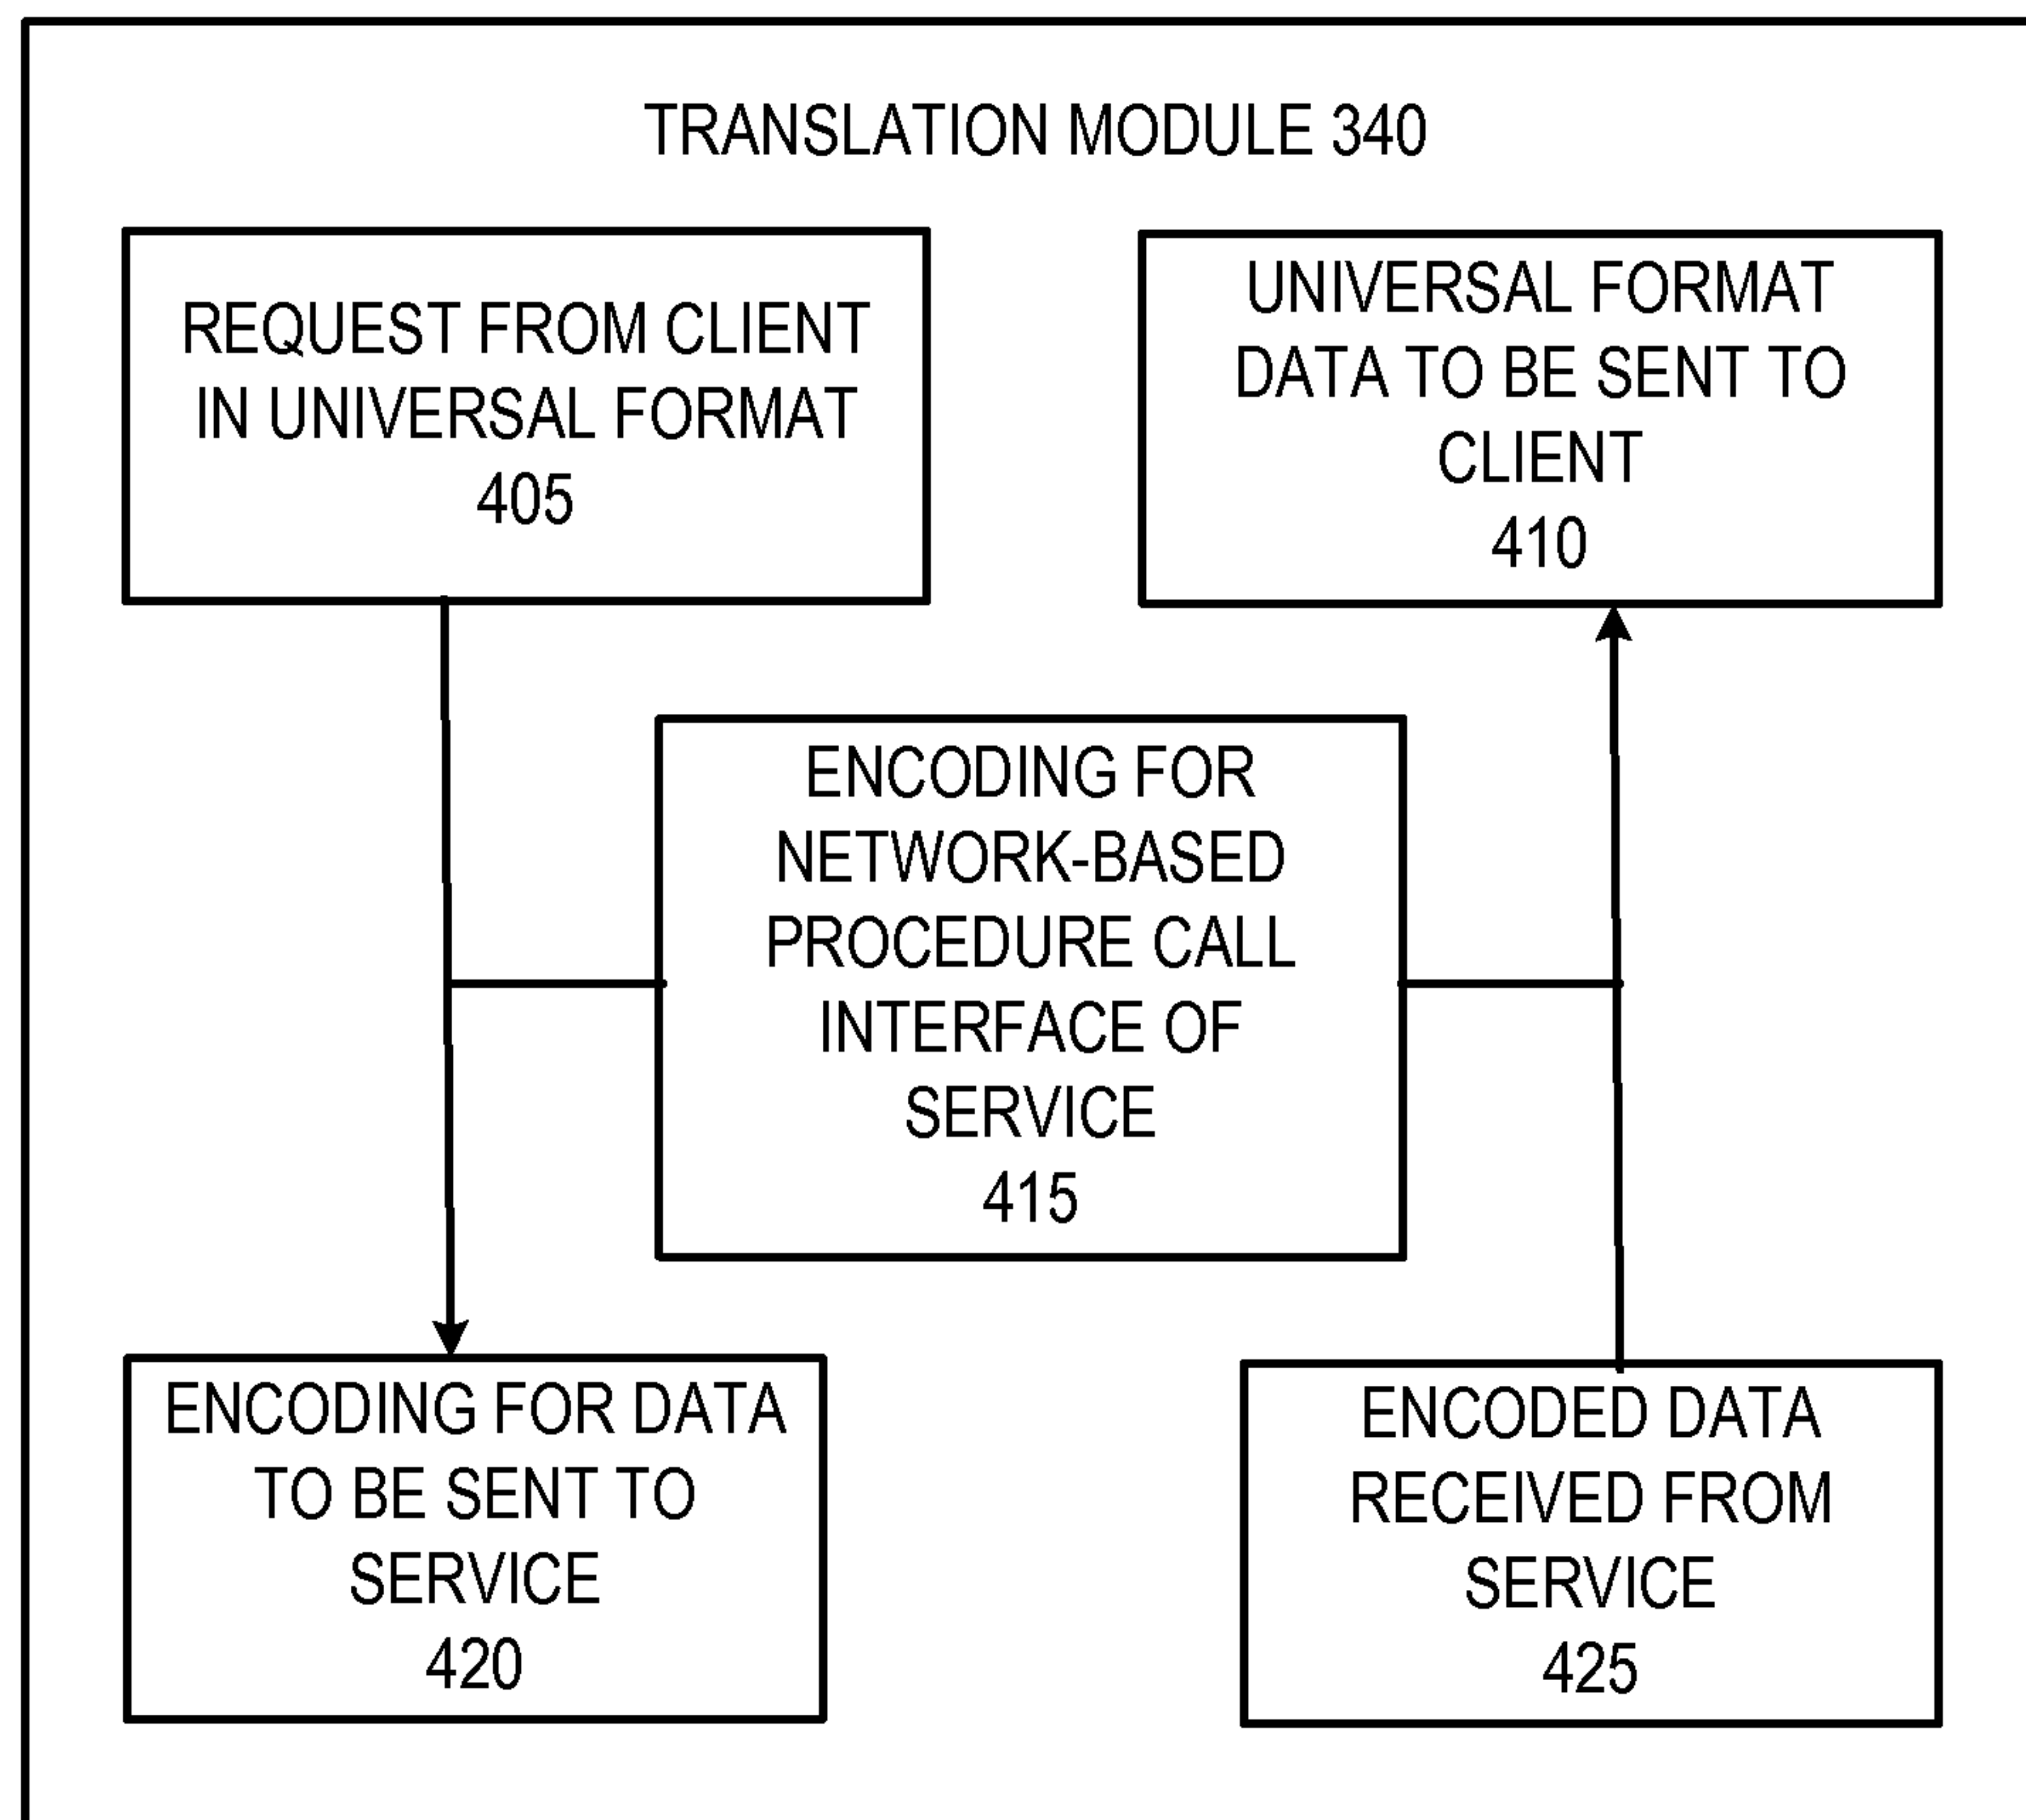 TRANSLATION MODULE 340
REQUEST FROM CLIENT
IN UNIVERSAL FORMAT
405
UNIVERSAL FORMAT
DATA TO BE SENT TO
CLIENT
410
ENCODING FOR
NETWORK-BASED
PROCEDURE CALL
INTERFACE OF
SERVICE
415
ENCODING FOR DATA
TO BE SENT TO
SERVICE
420
ENCODED DATA
RECEIVED FROM
SERVICE
425